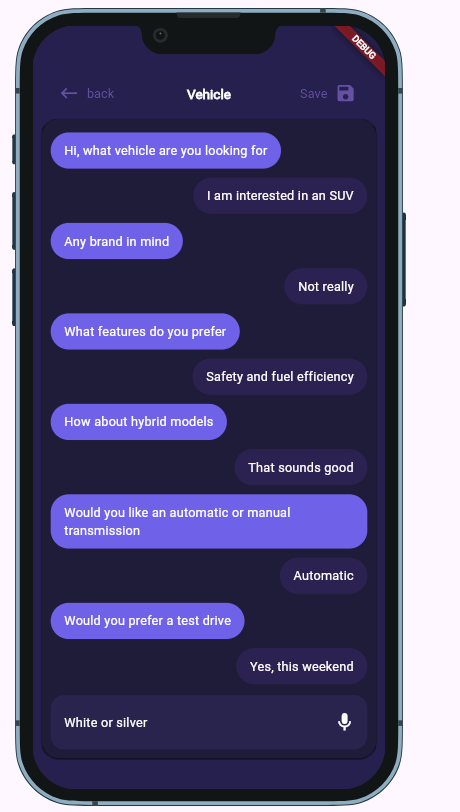 DEBUG
back
Vehicle
Save
Hi, what vehicle are you looking for
I am interested in an SUV
Any brand in mind
Not really
What features do you prefer
Safety and fuel efficiency
How about hybrid models
That sounds good
Would you like an automatic or manual
transmission
Automatic
Would you prefer a test drive
Yes, this weekend
White or silver